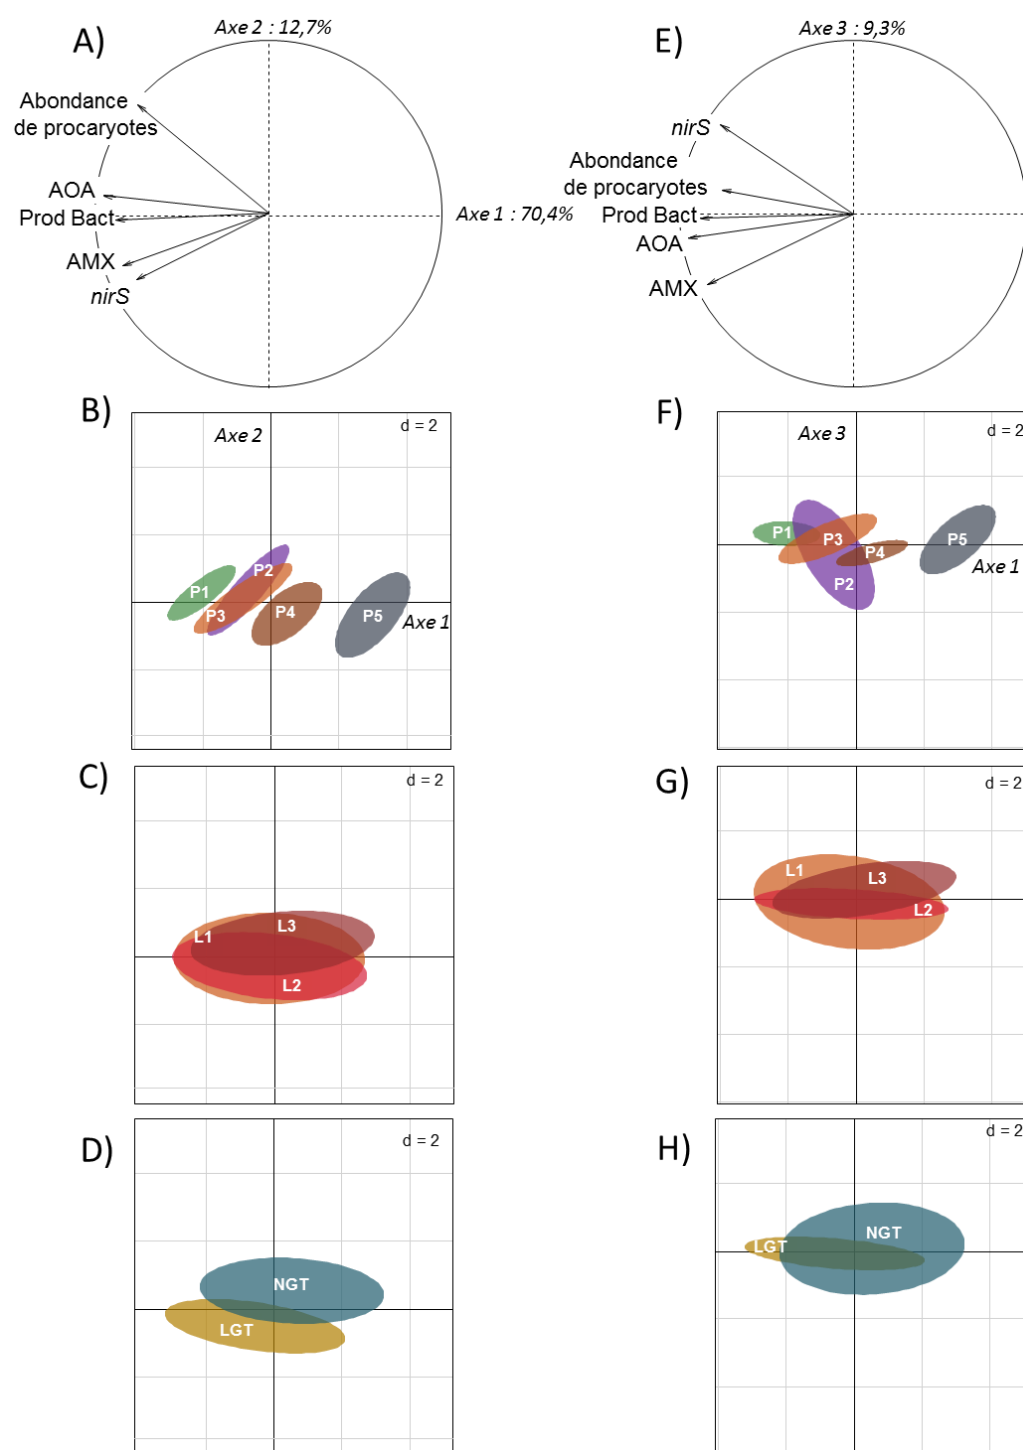 A)
Axe 2 : 12,7%
Abondance
de procaryotes
AOA
Prod Bact
AMX
nirS
Axe 1 : 70,4%
E)
Axe 3 : 9,3%
nirS
Abondance
de procaryotes
Prod Bact
AOA
AMX
B)
Axe 2
d = 2
P1
P2
P3
P4
P5
Axe 1
F)
Axe 3
d = 2
P1
P3
P4
P5
P2
Axe 1
C)
d = 2
L1
L3
L2
G)
d = 2
L1
L3
L2
D)
d = 2
NGT
LGT
H)
d = 2
NGT
LGT